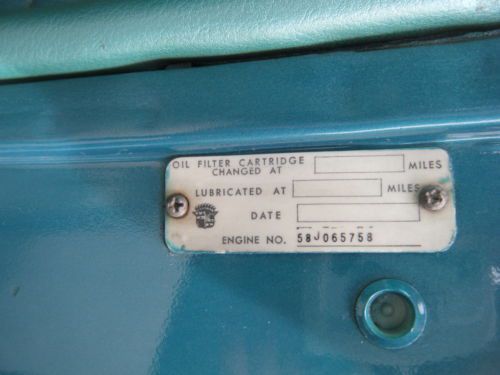 OIL FILTER CARTRIDGE
CHANGED AT MILES
LUBRICATED AT MILES
DATE
ENGINE NO. 58J065758